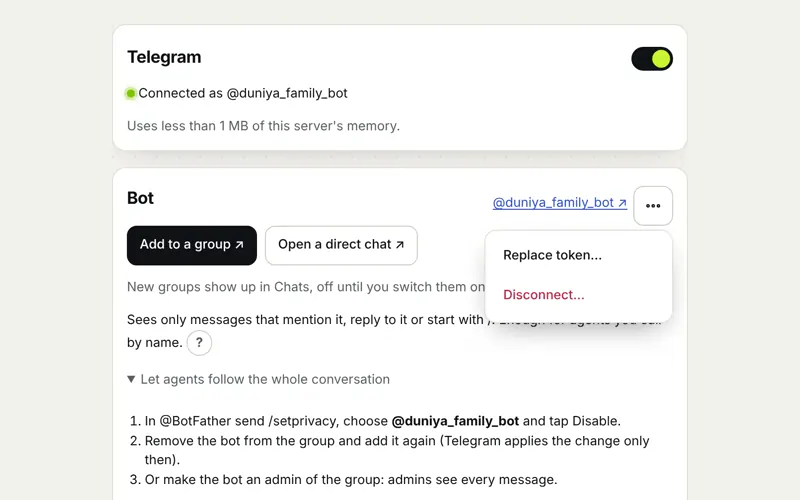 Telegram
Connected as @duniya_family_bot
Uses less than 1 MB of this server's memory.
Bot
@duniya_family_bot ↗
•••
Add to a group ↗
Open a direct chat ↗
Replace token...
Disconnect...
New groups show up in Chats, off until you switch them on
Sees only messages that mention it, reply to it or start with
by name. ?
▼ Let agents follow the whole conversation
1. In @BotFather send /setprivacy, choose @duniya_family_bot and tap Disable.
2. Remove the bot from the group and add it again (Telegram applies the change only
then).
3. Or make the bot an admin of the group: admins see every message.